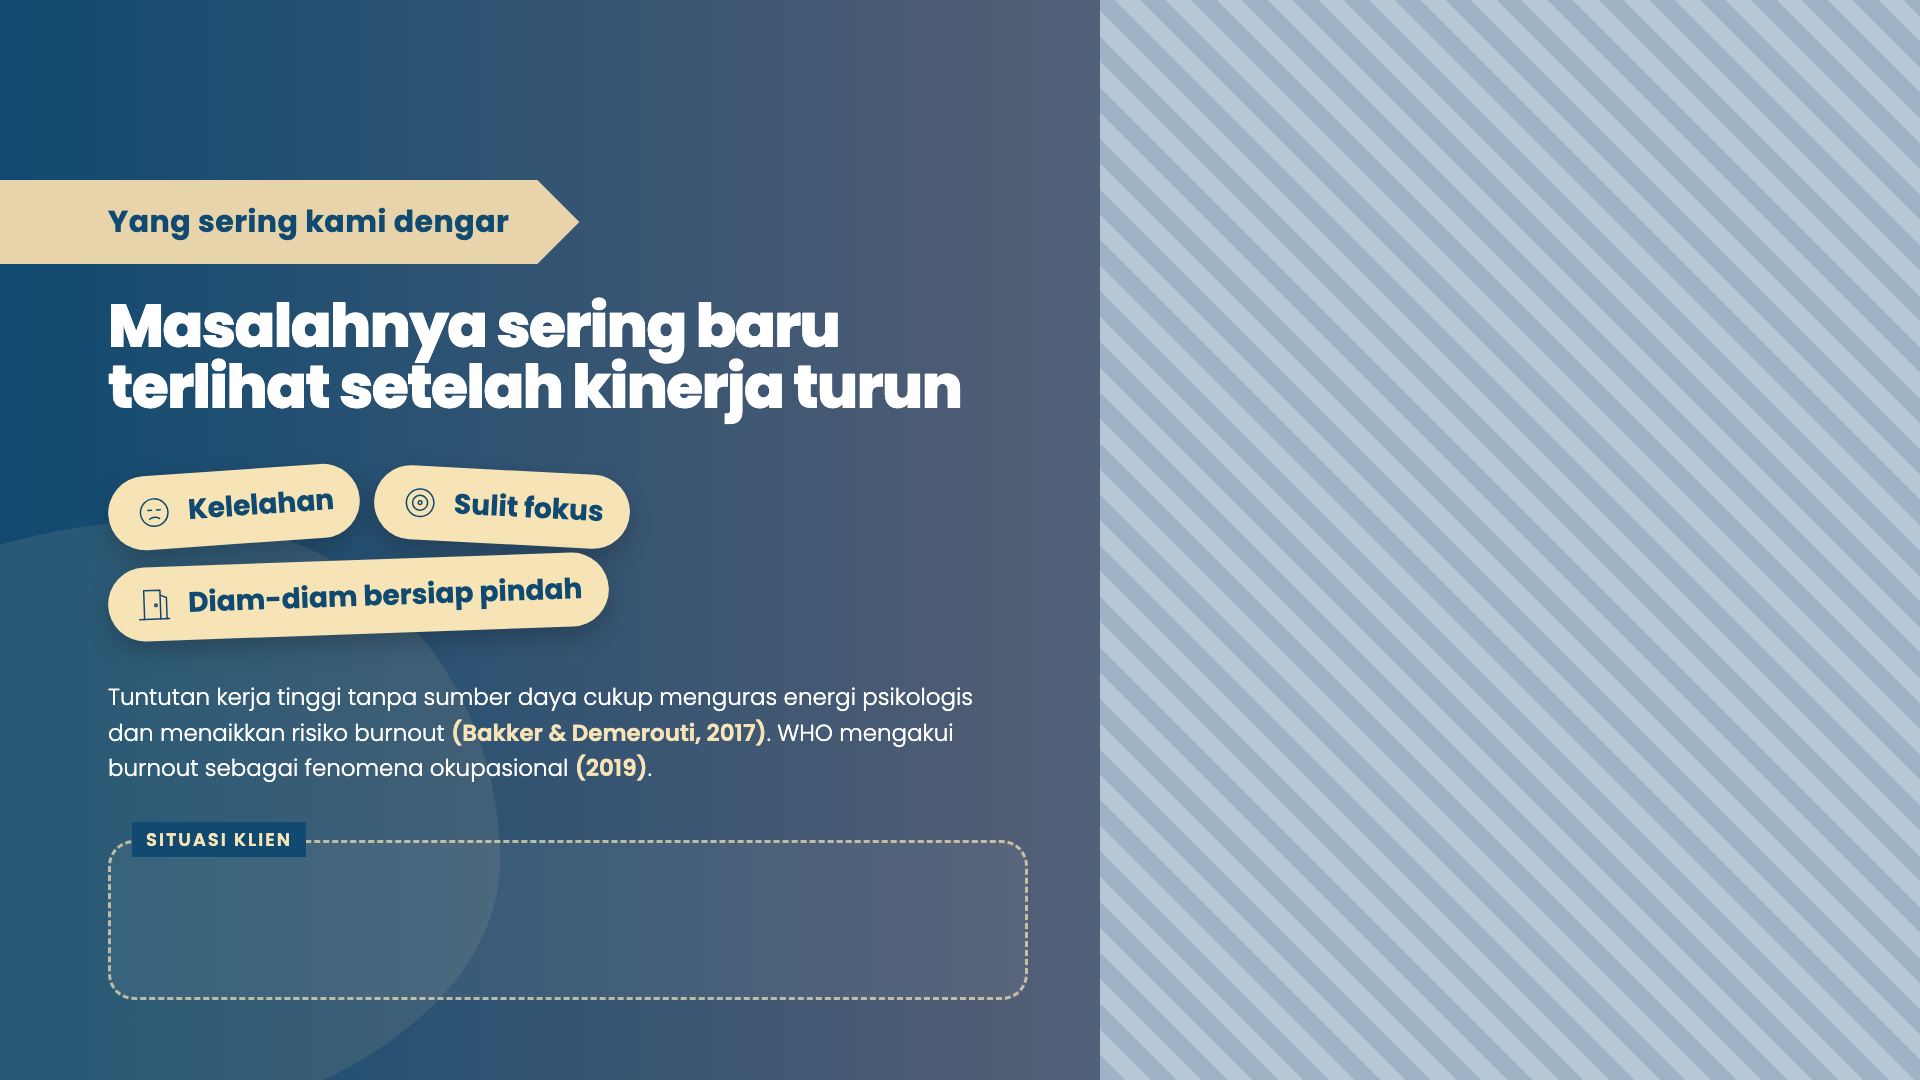 Yang sering kami dengar
Masalahnya sering baru
terlihat setelah kinerja turun
Kelelahan
Sulit fokus
Diam-diam bersiap pindah
Tuntutan kerja tinggi tanpa sumber daya cukup menguras energi psikologis
dan menaikkan risiko burnout (Bakker & Demerouti, 2017). WHO mengakui
burnout sebagai fenomena okupasional (2019).
SITUASI KLIEN